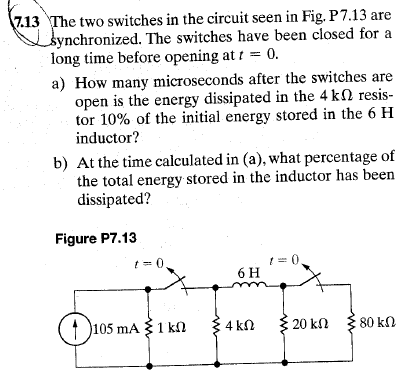 7.13 The two switches in the circuit seen in Fig. P7.13 are
synchronized. The switches have been closed for a
long time before opening at t = 0.
a) How many microseconds after the switches are
open is the energy dissipated in the 4 kΩ resis-
tor 10% of the initial energy stored in the 6 H
inductor?
b) At the time calculated in (a), what percentage of
the total energy stored in the inductor has been
dissipated?
Figure P7.13
t = 0
t = 0
6 H
105 mA
1 kΩ
4 kΩ
20 kΩ
80 kΩ